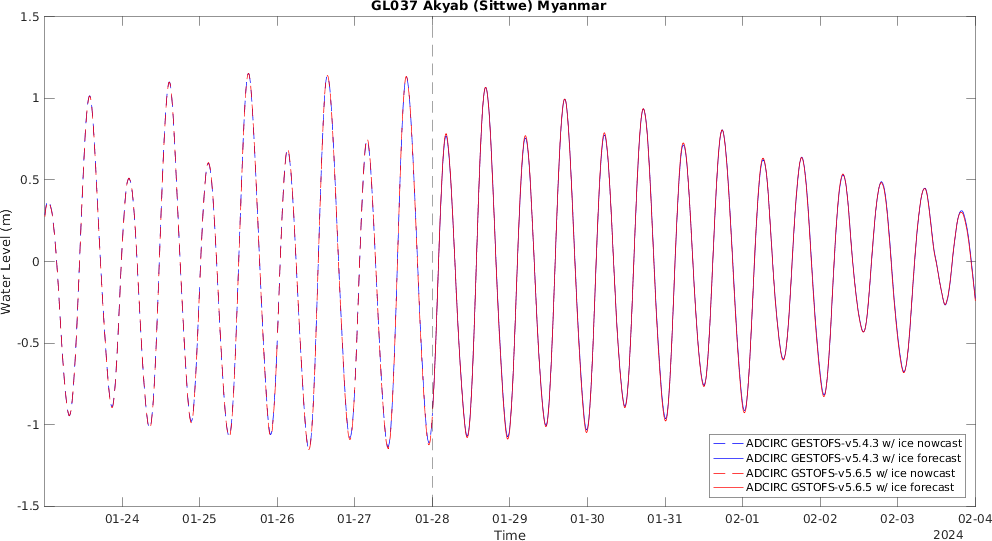 GL037 Akyab (Sittwe) Myanmar
1.5
1
0.5
0
-0.5
-1
-1.5
Water Level (m)
ADCIRC GESTOFS-v5.4.3 w/ ice nowcast
ADCIRC GESTOFS-v5.4.3 w/ ice forecast
ADCIRC GSTOFS-v5.6.5 w/ ice nowcast
ADCIRC GSTOFS-v5.6.5 w/ ice forecast
01-24 01-25 01-26 01-27 01-28 01-29 01-30 01-31 02-01 02-02 02-03 02-04
Time
2024